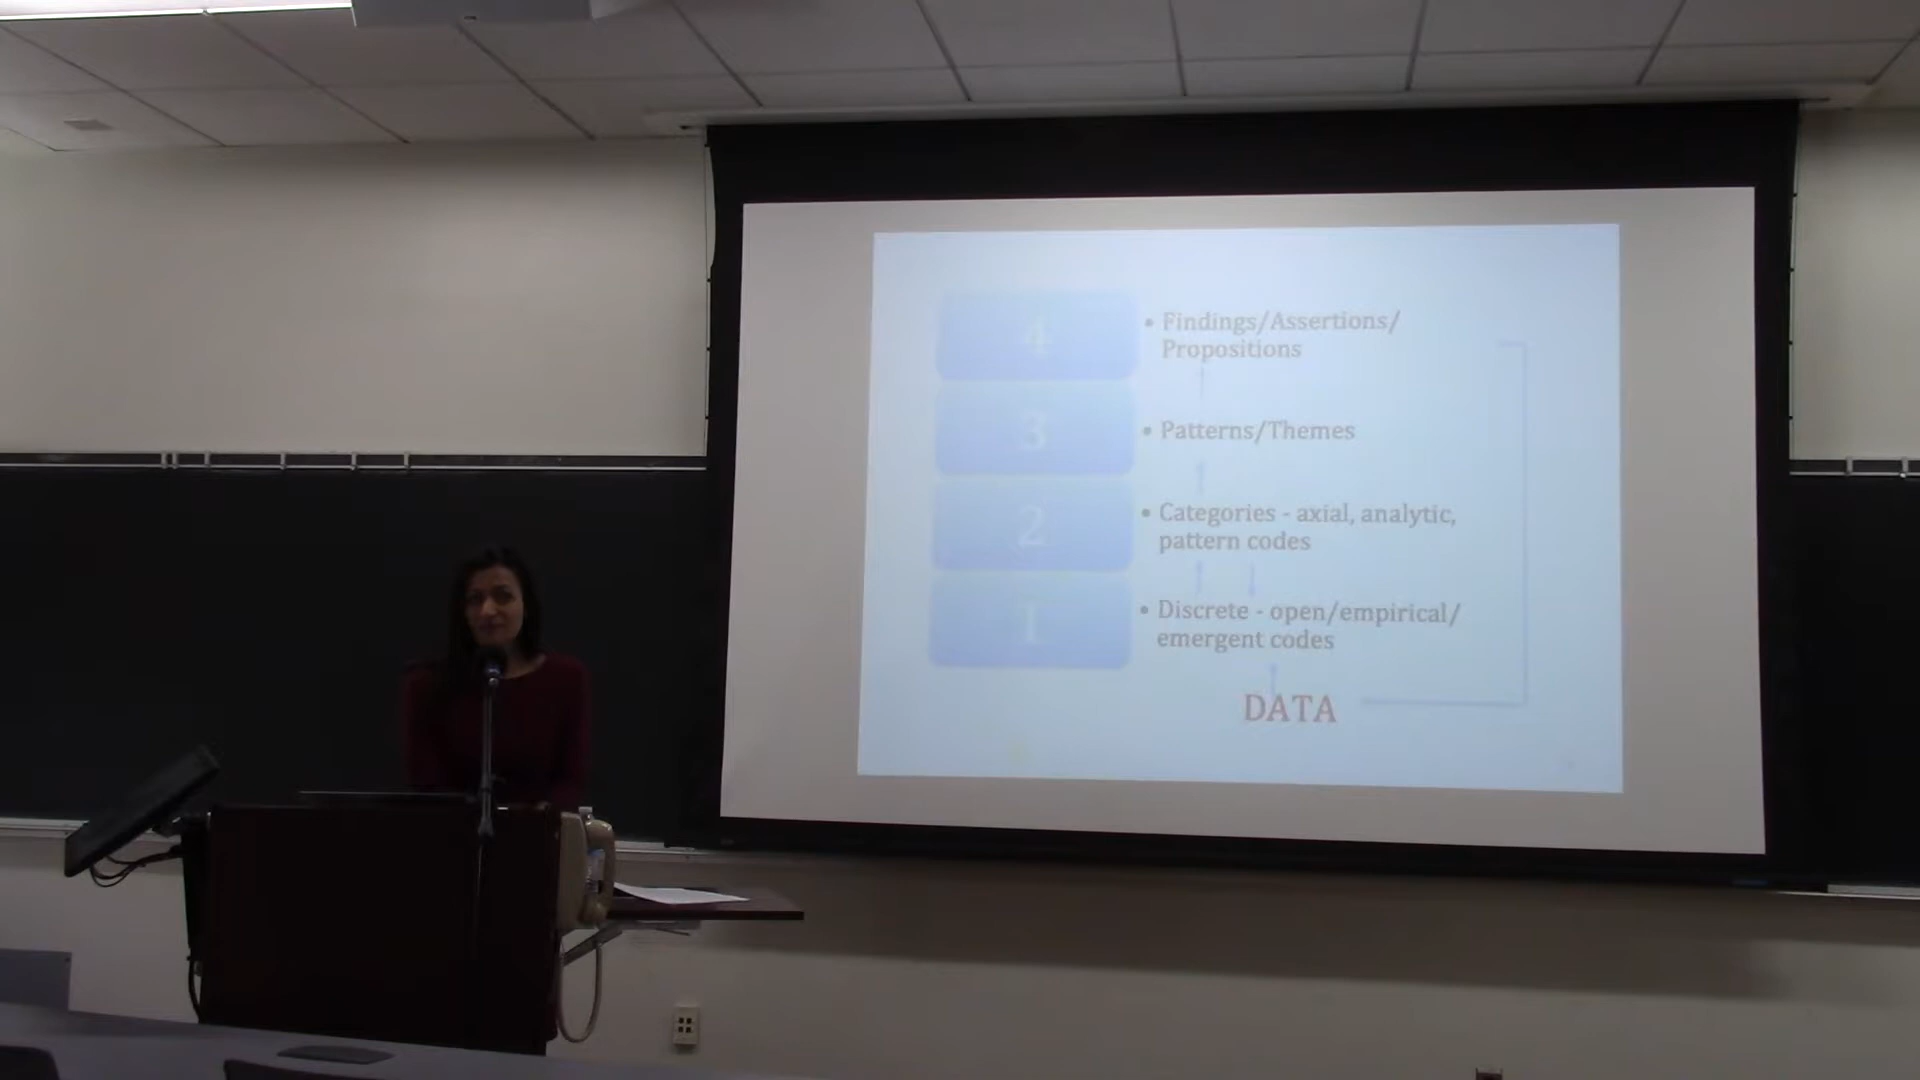 4
• Findings/Assertions/
Propositions
3
• Patterns/Themes
2
• Categories - axial, analytic,
pattern codes
1
• Discrete - open/empirical/
emergent codes
DATA